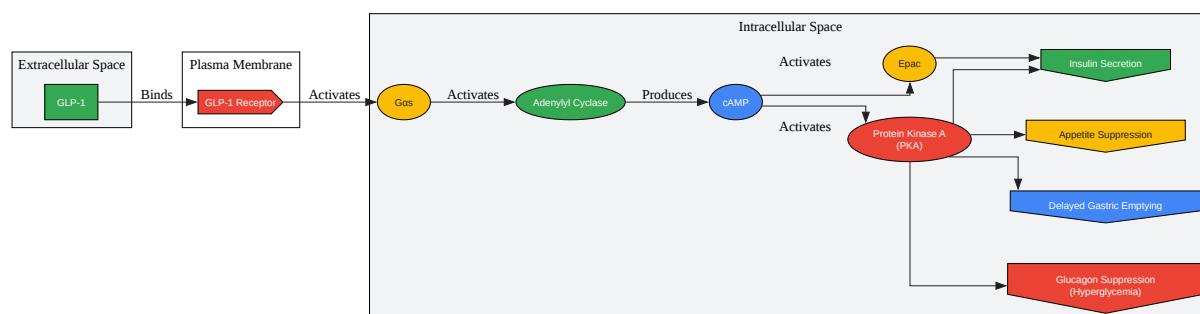 Intracellular Space
Extracellular Space
Plasma Membrane
GLP-1
Binds
GLP-1 Receptor
Activates
Gαs
Activates
Adenylyl Cyclase
Produces
cAMP
Activates
Activates
Epac
Protein Kinase A
(PKA)
Insulin Secretion
Appetite Suppression
Delayed Gastric Emptying
Glucagon Suppression
(Hyperglycemia)